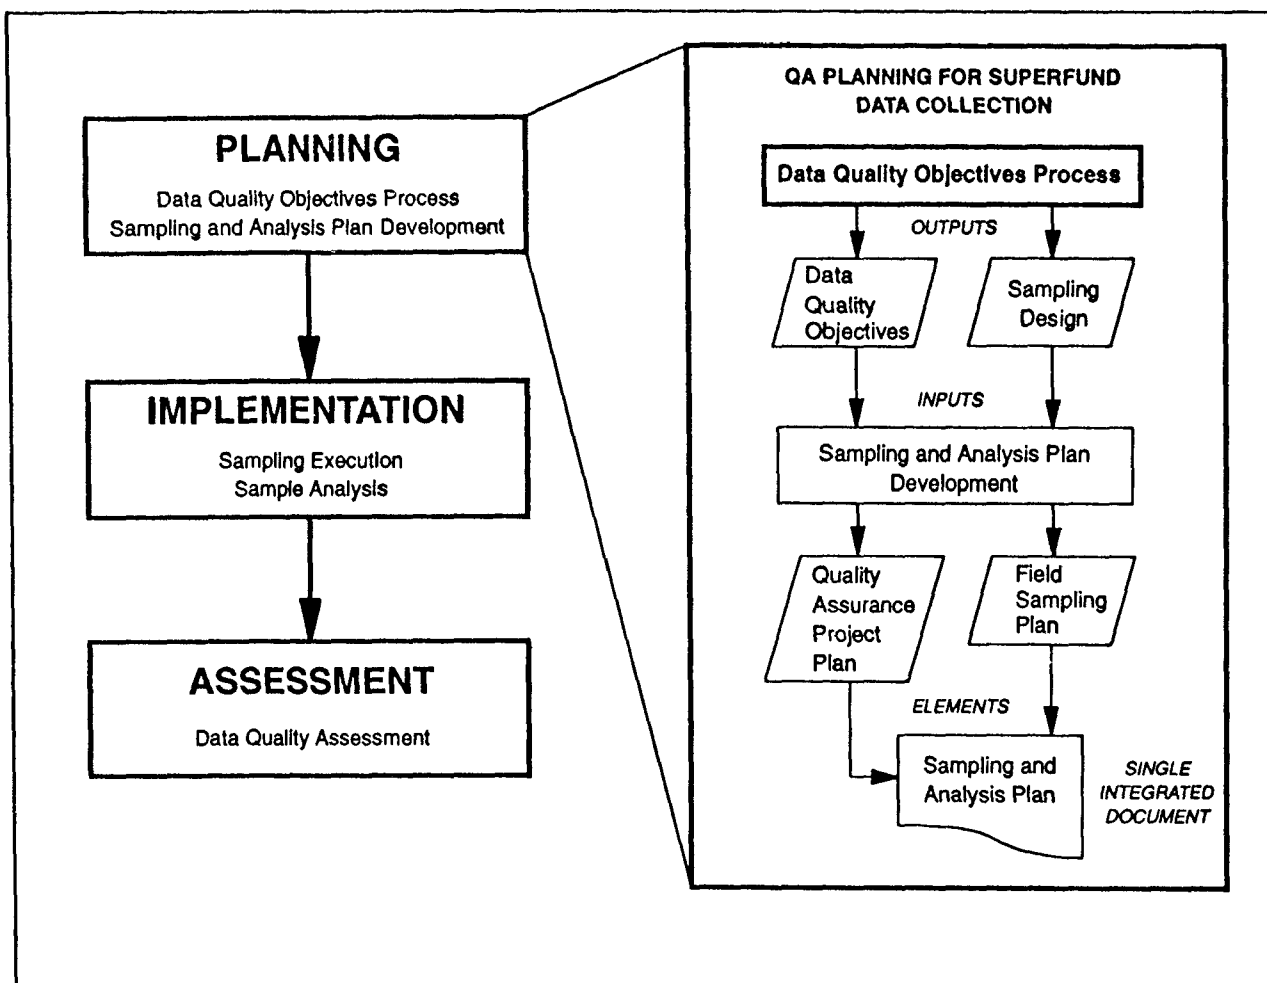 PLANNING
Data Quality Objectives Process
Sampling and Analysis Plan Development
IMPLEMENTATION
Sampling Execution
Sample Analysis
ASSESSMENT
Data Quality Assessment
QA PLANNING FOR SUPERFUND
DATA COLLECTION
Data Quality Objectives Process
OUTPUTS
Data
Quality
Objectives
Sampling
Design
INPUTS
Sampling and Analysis Plan
Development
Quality
Assurance
Project
Plan
Field
Sampling
Plan
ELEMENTS
Sampling and
Analysis Plan
SINGLE
INTEGRATED
DOCUMENT